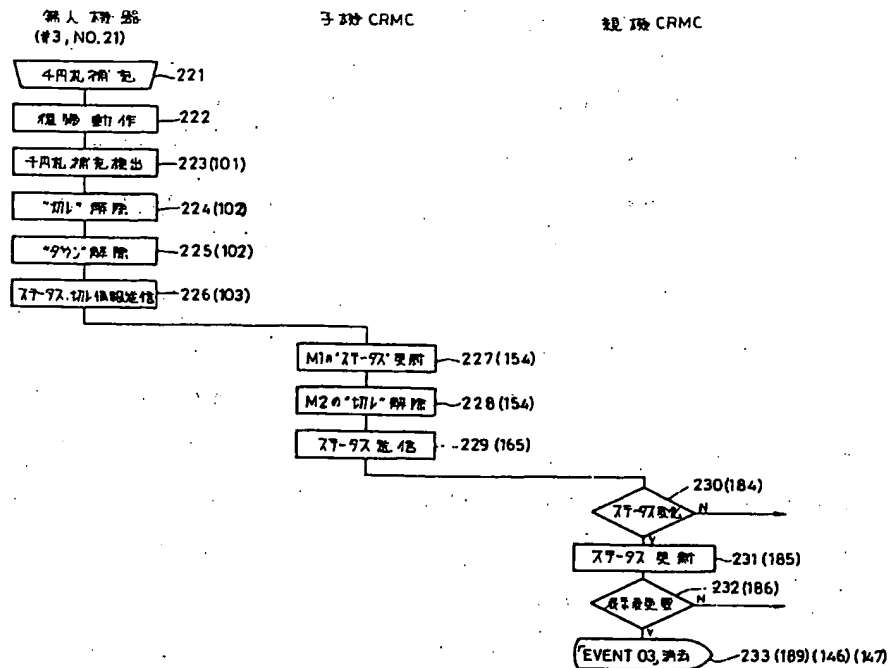 無人機器
(#3, NO.21)
子機 CRMC
親機 CRMC
千円札補充
221
復帰動作
222
千円札補充検出
223(101)
"切レ"解除
224(102)
"ダウン"解除
225(102)
ステータス、切レ情報送信
226(103)
M1の"ステータス"更新
227(154)
M2の"切レ"解除
228(154)
ステータス送信
229(165)
230(184)
ステータス変化
N
Y
ステータス更新
231(185)
232(186)
N
Y
「EVENT 03」消去
233(189)(146)(147)